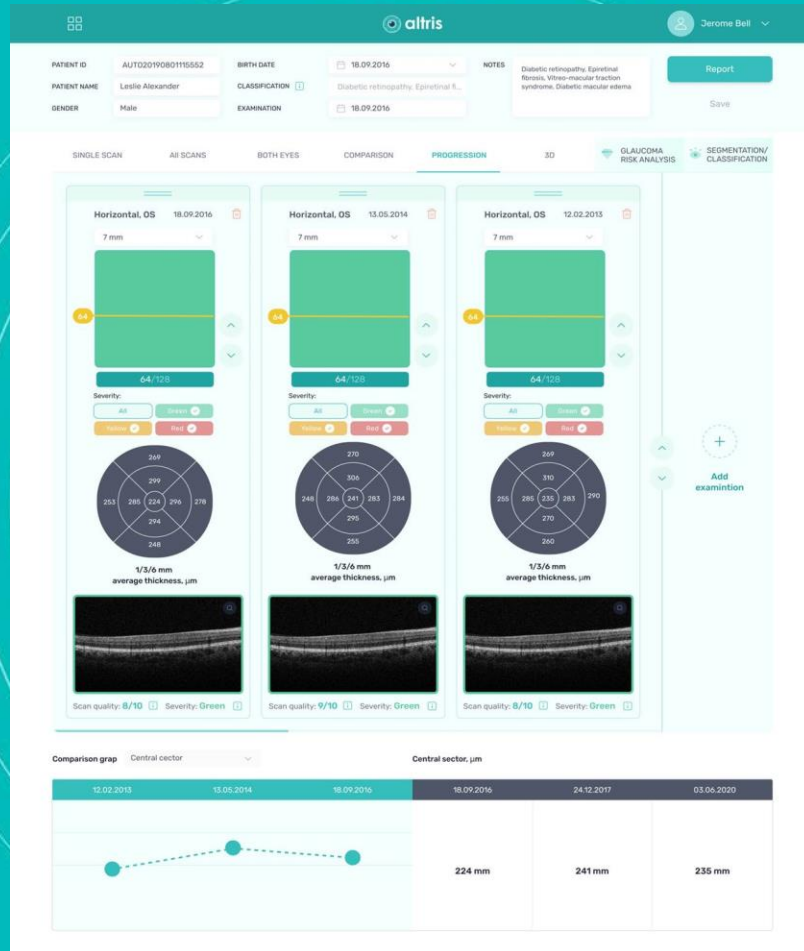 altris
Jerome Bell
PATIENT ID
AUTO20190801115552
BIRTH DATE
18.09.2016
NOTES
Diabetic retinopathy, Epiretinal
fibrosis, Vitreo-macular traction
syndrome, Diabetic macular edema
Report
PATIENT NAME
Leslie Alexander
CLASSIFICATION
Diabetic retinopathy, Epiretinal fi...
GENDER
Male
EXAMINATION
18.09.2016
Save
SINGLE SCAN
All SCANS
BOTH EYES
COMPARISON
PROGRESSION
3D
GLAUCOMA
RISK ANALYSIS
SEGMENTATION/
CLASSIFICATION
Horizontal, OS 18.09.2016
7 mm
64
64/128
Severity:
All Green
Yellow Red
269
299
253 285 224 296 278
294
248
1/3/6 mm
average thickness, μm
Scan quality: 8/10 Severity: Green
Horizontal, OS 13.05.2014
7 mm
64
64/128
Severity:
All Green
Yellow Red
270
306
248 286 241 283 284
295
255
1/3/6 mm
average thickness, μm
Scan quality: 9/10 Severity: Green
Horizontal, OS 12.02.2013
7 mm
64
64/128
Severity:
All Green
Yellow Red
269
310
255 285 235 283 290
270
260
1/3/6 mm
average thickness, μm
Scan quality: 8/10 Severity: Green
Add
examintion
Comparison grap Central cector
Central sector, μm
12.02.2013 13.05.2014 18.09.2016
18.09.2016 24.12.2017 03.06.2020
224 mm 241 mm 235 mm